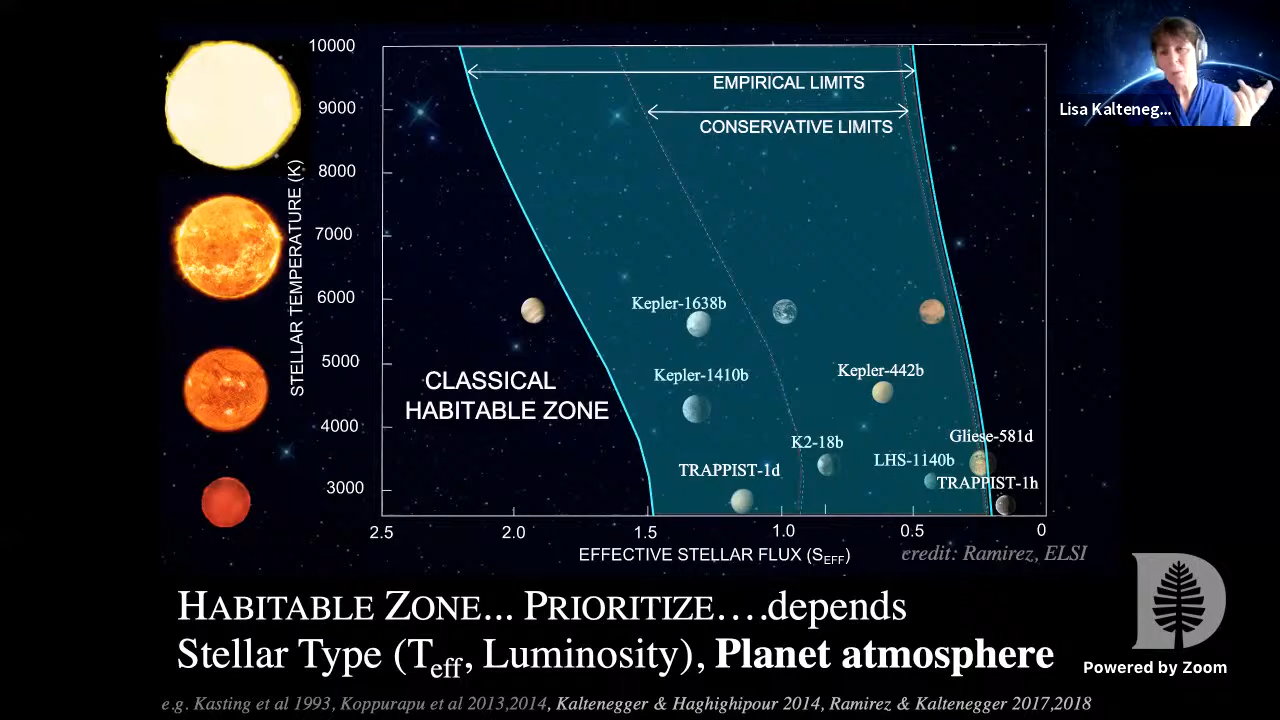 10000
9000
8000
7000
6000
5000
4000
3000
STELLAR TEMPERATURE (K)
EMPIRICAL LIMITS
CONSERVATIVE LIMITS
Lisa Kalteneg...
Kepler-1638b
Kepler-1410b
Kepler-442b
CLASSICAL
HABITABLE ZONE
K2-18b
Gliese-581d
TRAPPIST-1d
LHS-1140b
TRAPPIST-1h
2.5
2.0
1.5
1.0
0.5
0
EFFECTIVE STELLAR FLUX (SEFF)
credit: Ramirez, ELSI
HABITABLE ZONE... PRIORITIZE....depends
Stellar Type (Teff, Luminosity), Planet atmosphere
D
Powered by Zoom
e.g. Kasting et al 1993, Koppurapu et al 2013,2014, Kaltenegger & Haghighipour 2014, Ramirez & Kaltenegger 2017,2018